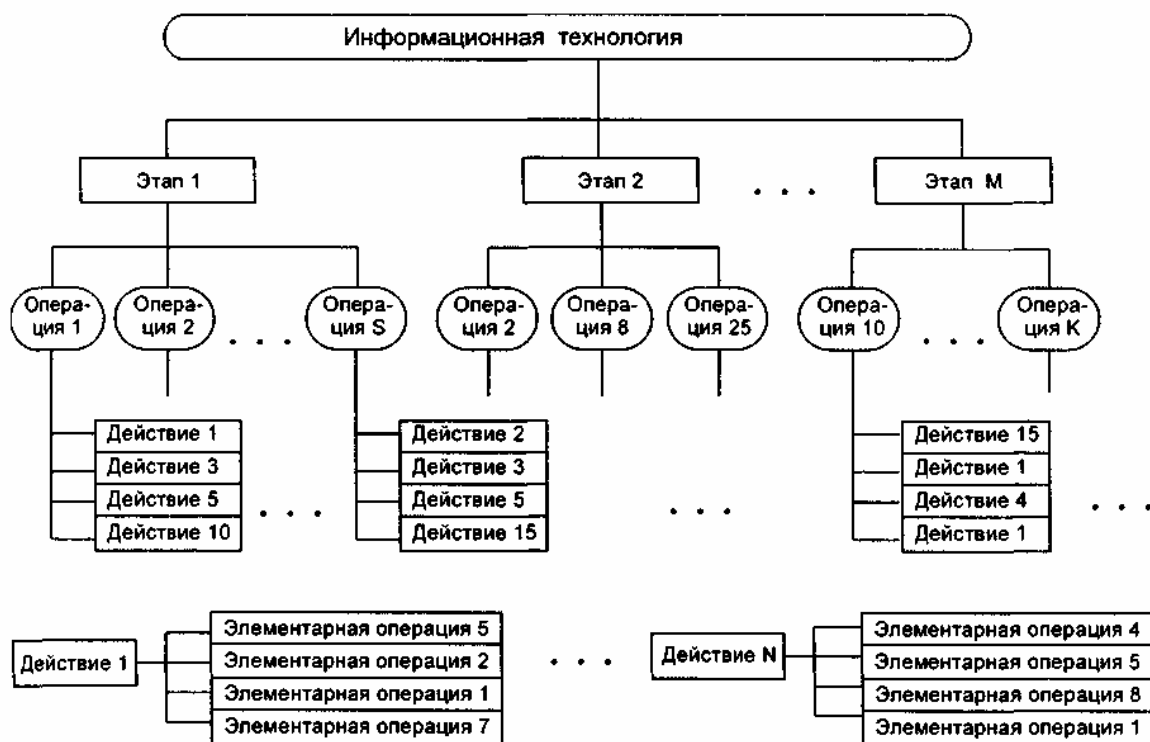 Информационная технология
Этап 1
Этап 2
. . .
Этап М
Опера-
ция 1
Опера-
ция 2
. . .
Опера-
ция S
Опера-
ция 2
Опера-
ция 8
Опера-
ция 25
Опера-
ция 10
. . .
Опера-
ция К
Действие 1
Действие 3
Действие 5
Действие 10
. . .
Действие 2
Действие 3
Действие 5
Действие 15
. . .
Действие 15
Действие 1
Действие 4
Действие 1
. . .
Действие 1
Элементарная операция 5
Элементарная операция 2
Элементарная операция 1
Элементарная операция 7
. . .
Действие N
Элементарная операция 4
Элементарная операция 5
Элементарная операция 8
Элементарная операция 1